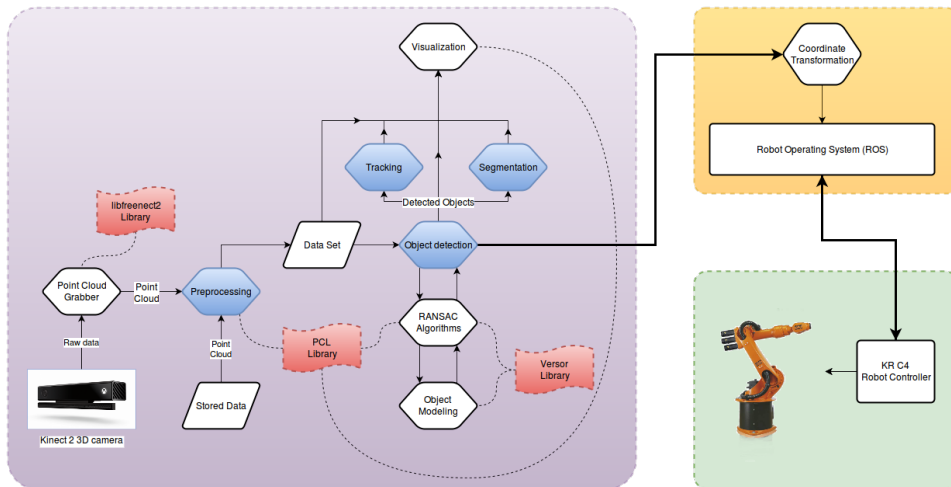 Visualization
Coordinate
Transformation
Robot Operating System (ROS)
Tracking
Segmentation
Detected Objects
libfreenect2
Library
Data Set
Object detection
Point Cloud
Grabber
Point
Cloud
Preprocessing
Raw data
Point
Cloud
PCL
Library
RANSAC
Algorithms
Versor
Library
Object
Modeling
Stored Data
Kinect 2 3D camera
KR C4
Robot Controller